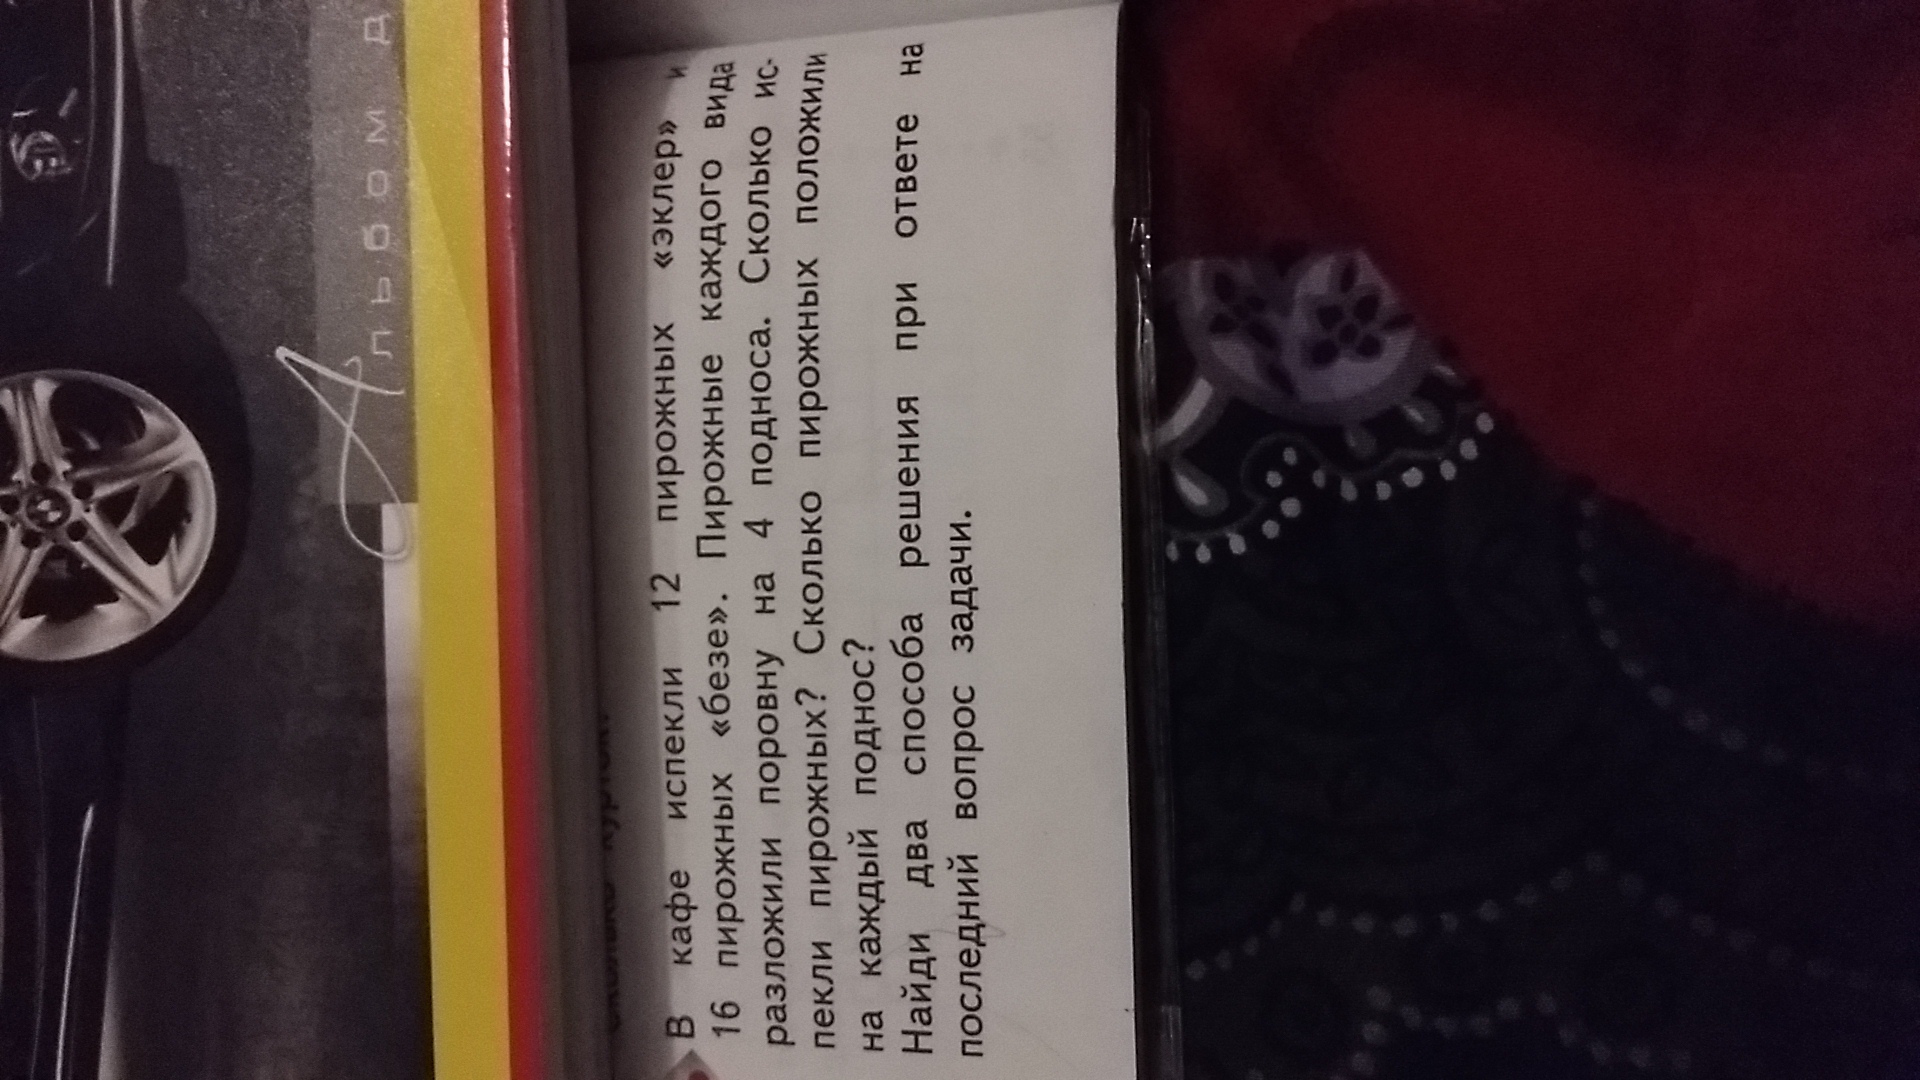 АЛЬБОМ Д
В кафе испекли 12 пирожных «эклер» и
16 пирожных «безе». Пирожные каждого вида
разложили поровну на 4 подноса. Сколько ис-
пекли пирожных? Сколько пирожных положили
на каждый поднос?
Найди два способа решения при ответе на
последний вопрос задачи.